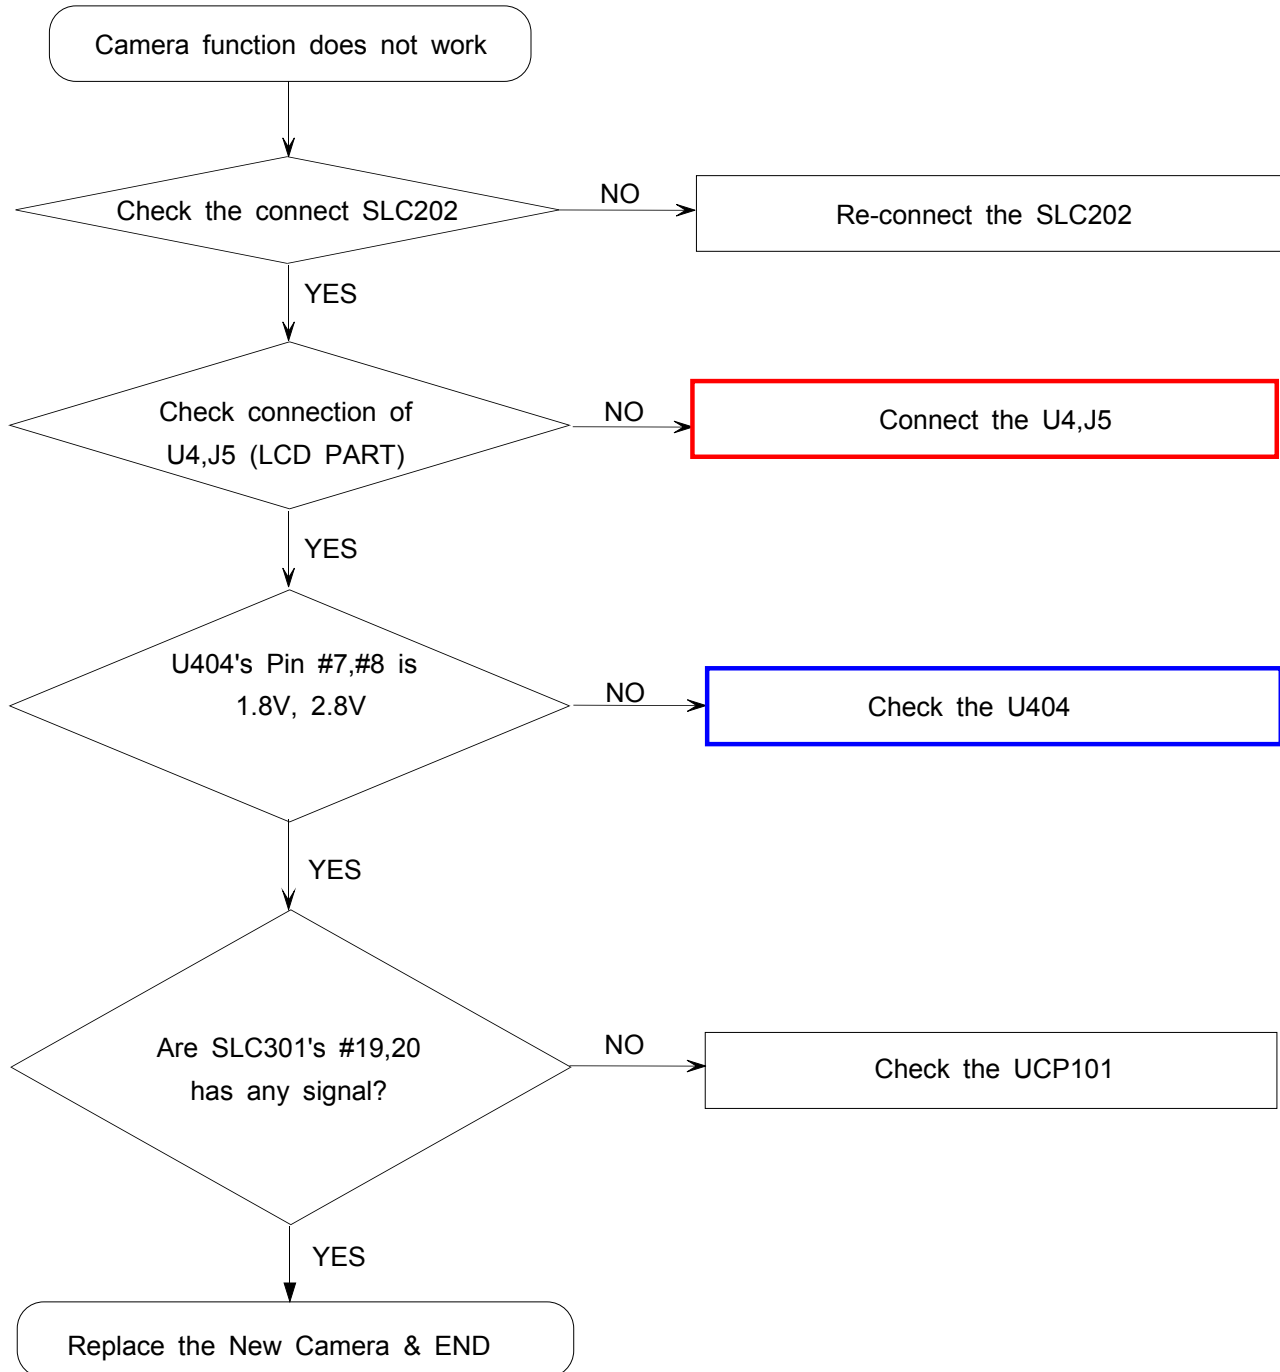 Camera function does not work
Check the connect SLC202
NO
Re-connect the SLC202
YES
Check connection of
U4,J5 (LCD PART)
NO
Connect the U4,J5
YES
U404's Pin #7,#8 is
1.8V, 2.8V
NO
Check the U404
YES
Are SLC301's #19,20
has any signal?
NO
Check the UCP101
YES
Replace the New Camera & END